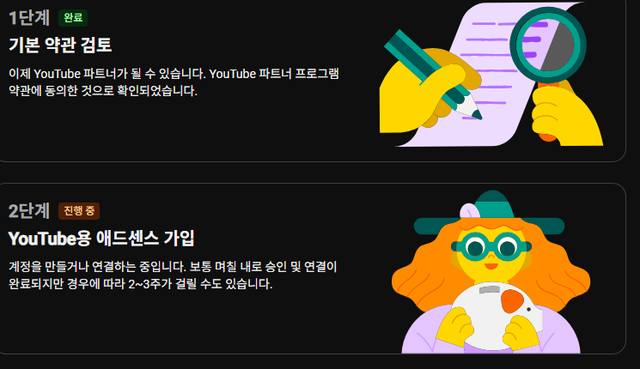 1단계 완료
기본 약관 검토
이제 YouTube 파트너가 될 수 있습니다. YouTube 파트너 프로그램
약관에 동의한 것으로 확인되었습니다.
2단계 진행 중
YouTube용 애드센스 가입
계정을 만들거나 연결하는 중입니다. 보통 며칠 내로 승인 및 연결이
완료되지만 경우에 따라 2~3주가 걸릴 수도 있습니다.